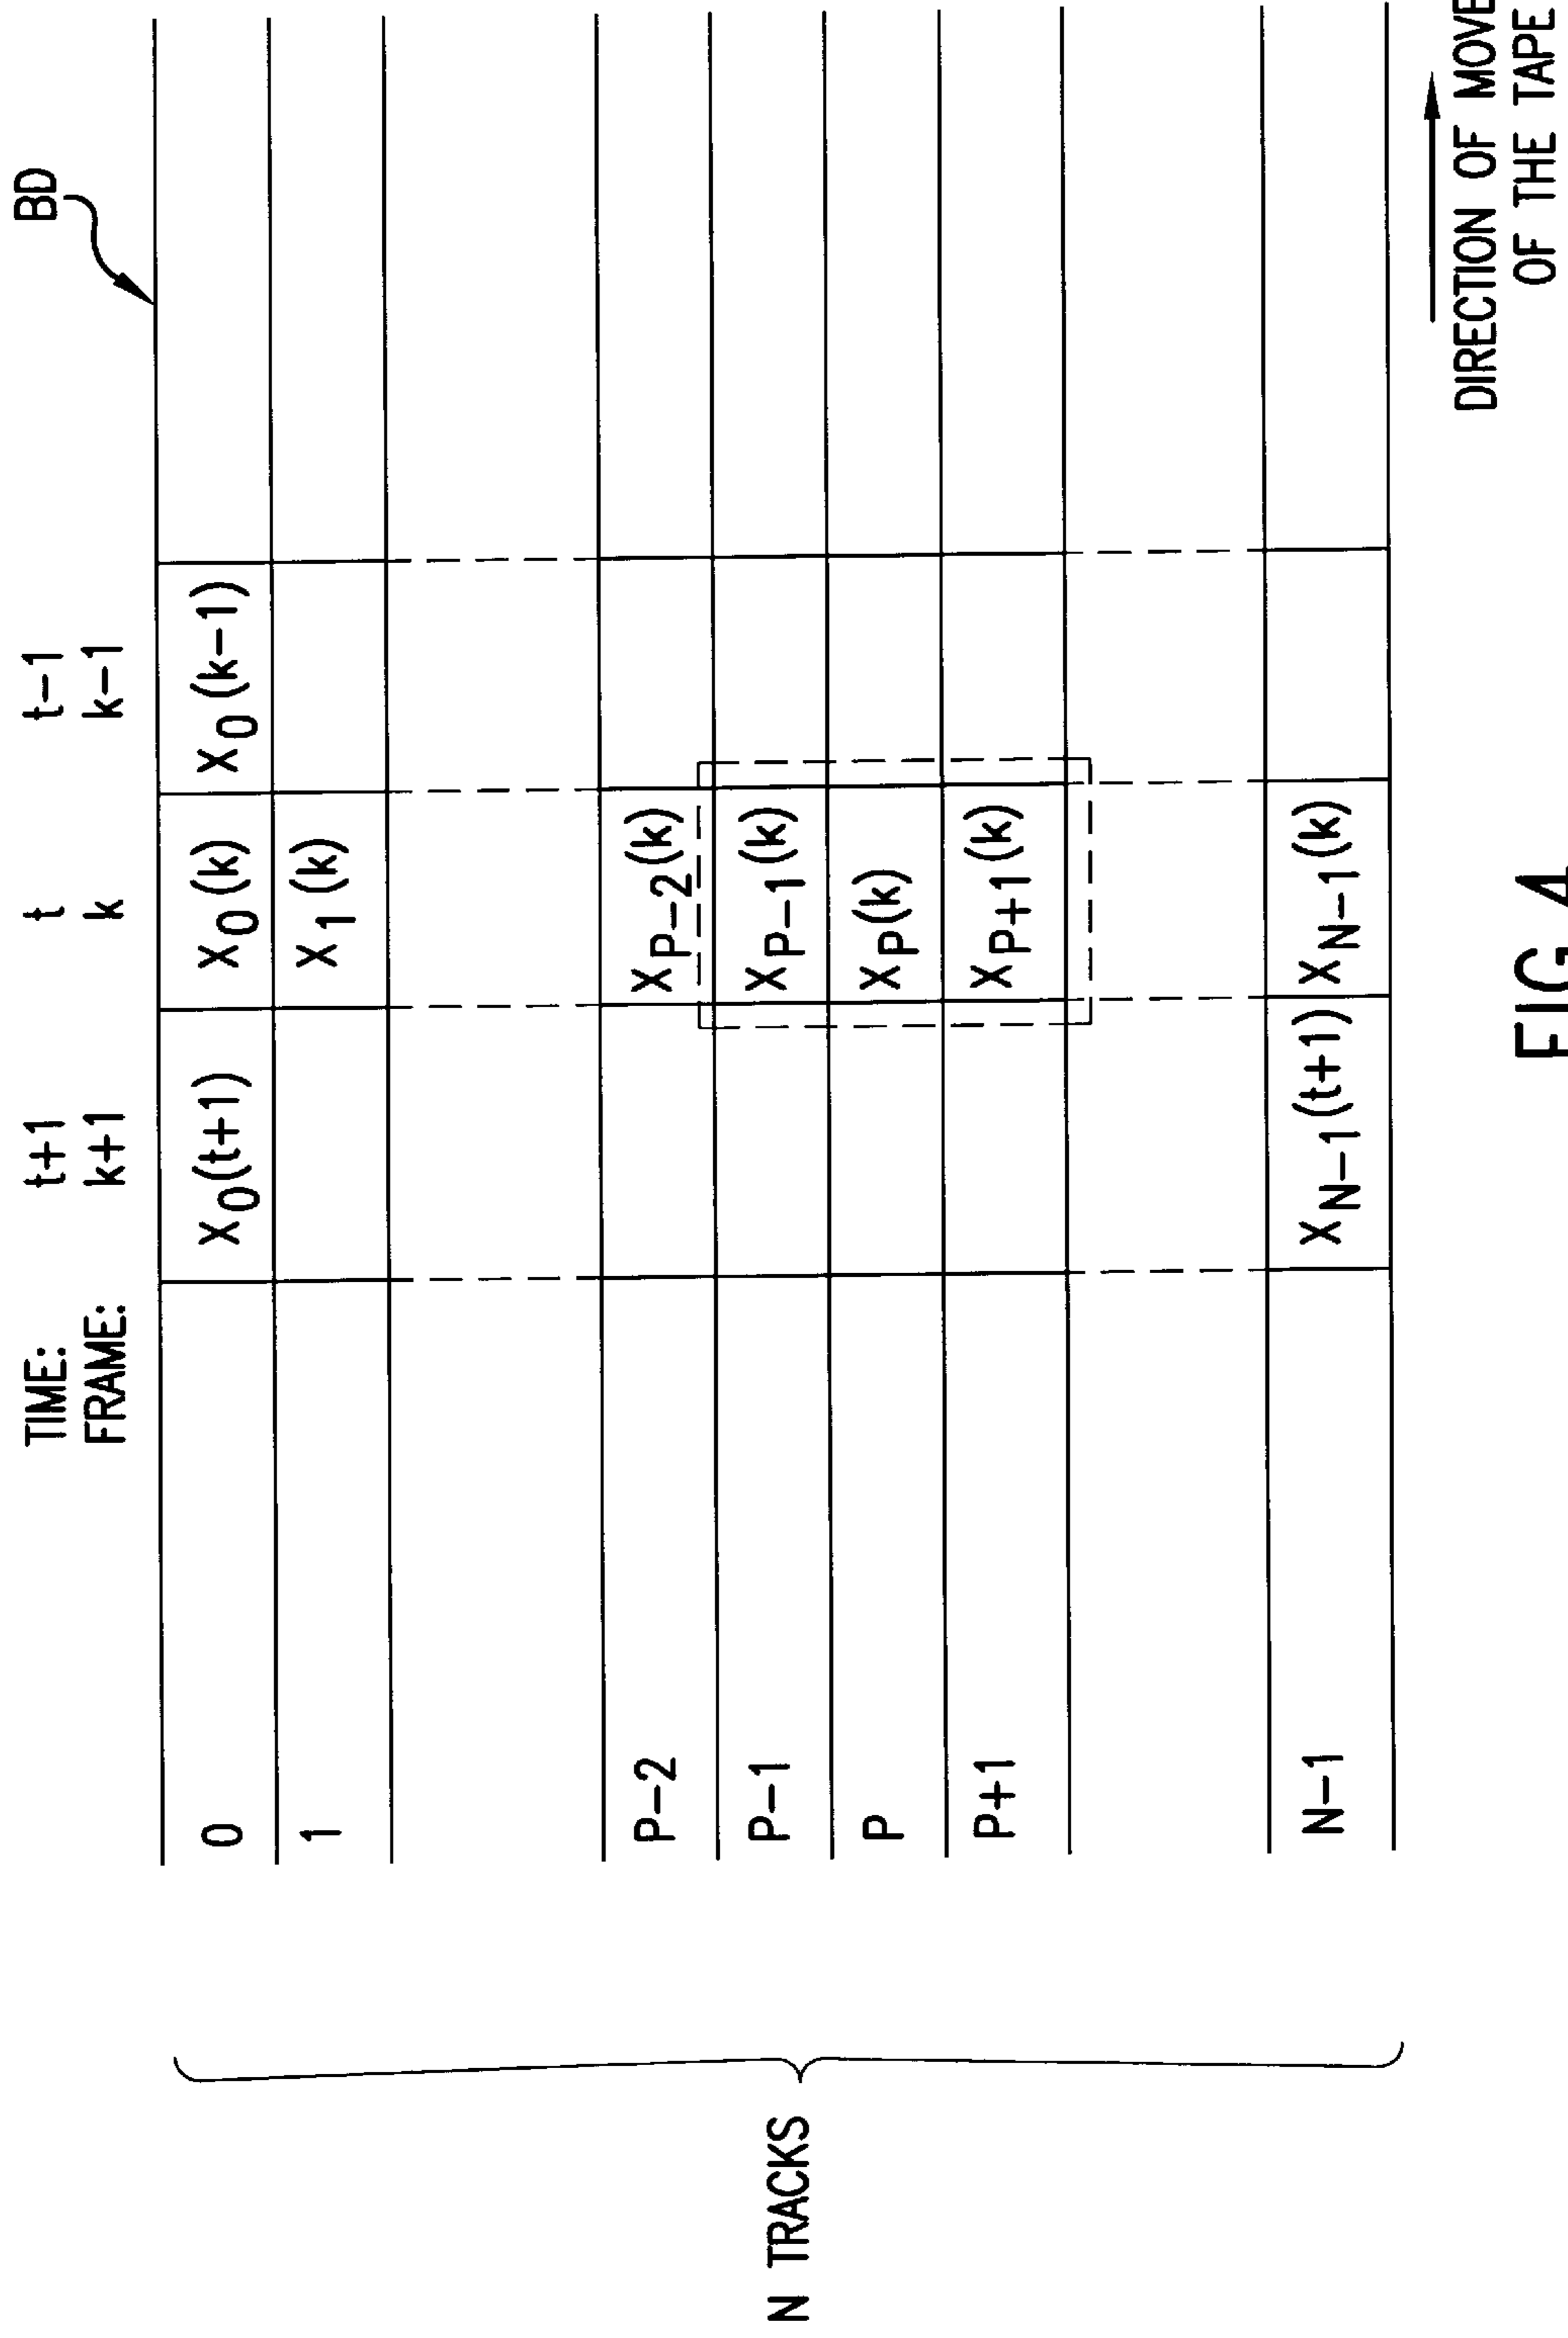 BD
TIME: t+1 t t-1
FRAME: k+1 k k-1
0 X0(t+1) X0(k) X0(k-1)
1 X1(k)
P-2 XP-2(k)
P-1 XP-1(k)
P XP(k)
P+1 XP+1(k)
N-1 XN-1(t+1) XN-1(k)
N TRACKS
DIRECTION OF MOVE
OF THE TAPE
FIG.4